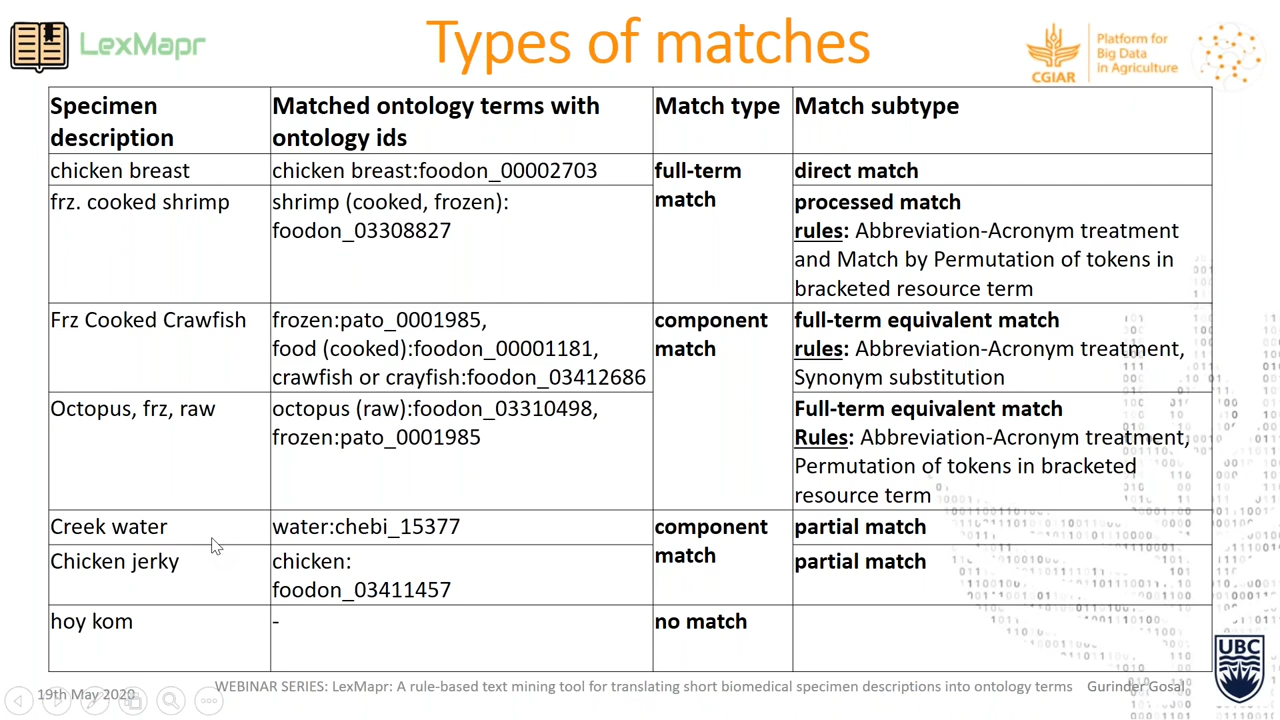 LexMapr
Types of matches
CGIAR
Platform for
Big Data
in Agriculture
Specimen
description
Matched ontology terms with
ontology ids
Match type
Match subtype
chicken breast
chicken breast:foodon_00002703
full-term
match
direct match
frz. cooked shrimp
shrimp (cooked, frozen):
foodon_03308827
processed match
rules: Abbreviation-Acronym treatment
and Match by Permutation of tokens in
bracketed resource term
Frz Cooked Crawfish
frozen:pato_0001985,
food (cooked):foodon_00001181,
crawfish or crayfish:foodon_03412686
component
match
full-term equivalent match
rules: Abbreviation-Acronym treatment,
Synonym substitution
Octopus, frz, raw
octopus (raw):foodon_03310498,
frozen:pato_0001985
Full-term equivalent match
Rules: Abbreviation-Acronym treatment,
Permutation of tokens in bracketed
resource term
Creek water
water:chebi_15377
component
match
partial match
Chicken jerky
chicken:
foodon_03411457
partial match
hoy kom
-
no match
19th May 2020
WEBINAR SERIES: LexMapr: A rule-based text mining tool for translating short biomedical specimen descriptions into ontology terms
Gurinder Gosal
UBC